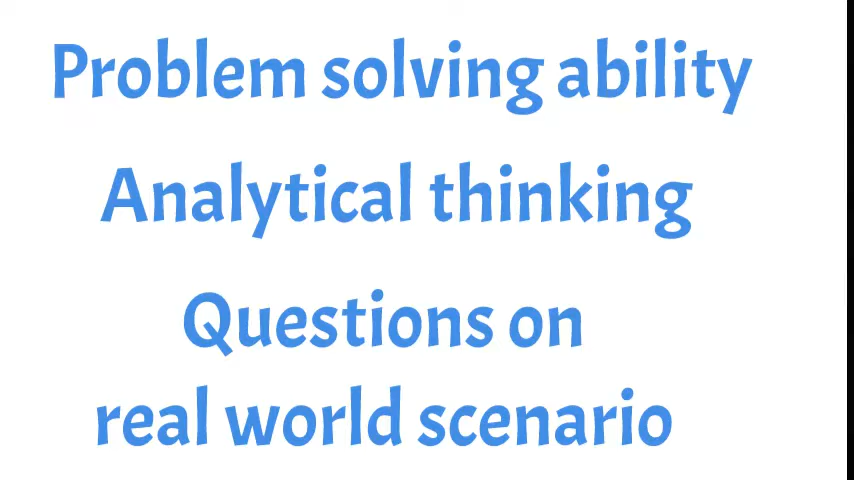 Problem solving ability
Analytical thinking
Questions on
real world scenario